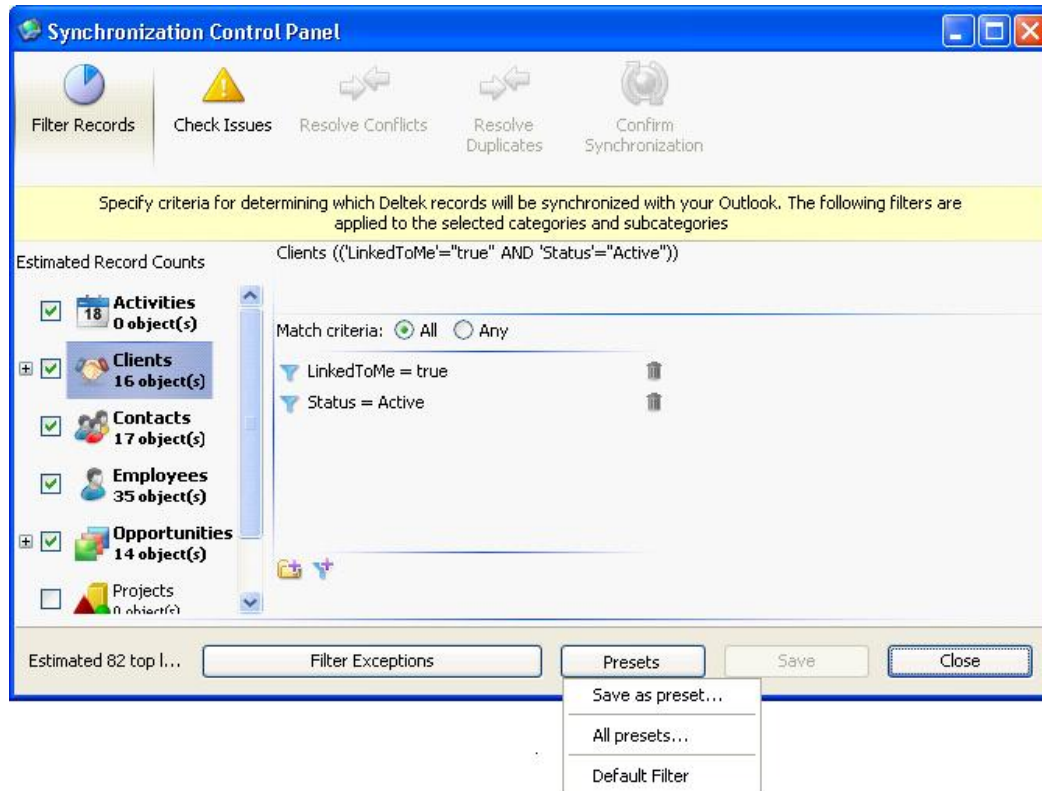 Synchronization Control Panel
Filter Records
Check Issues
Resolve Conflicts
Resolve
Duplicates
Confirm
Synchronization
Specify criteria for determining which Deltek records will be synchronized with your Outlook. The following filters are
applied to the selected categories and subcategories
Estimated Record Counts
Clients (('LinkedToMe'="true" AND 'Status'="Active"))
18
Activities
0 object(s)
Clients
16 object(s)
Contacts
17 object(s)
Employees
35 object(s)
Opportunities
14 object(s)
Projects
0 object(s)
Match criteria: All Any
LinkedToMe = true
Status = Active
Estimated 82 top l...
Filter Exceptions
Presets
Save
Close
Save as preset...
All presets...
Default Filter